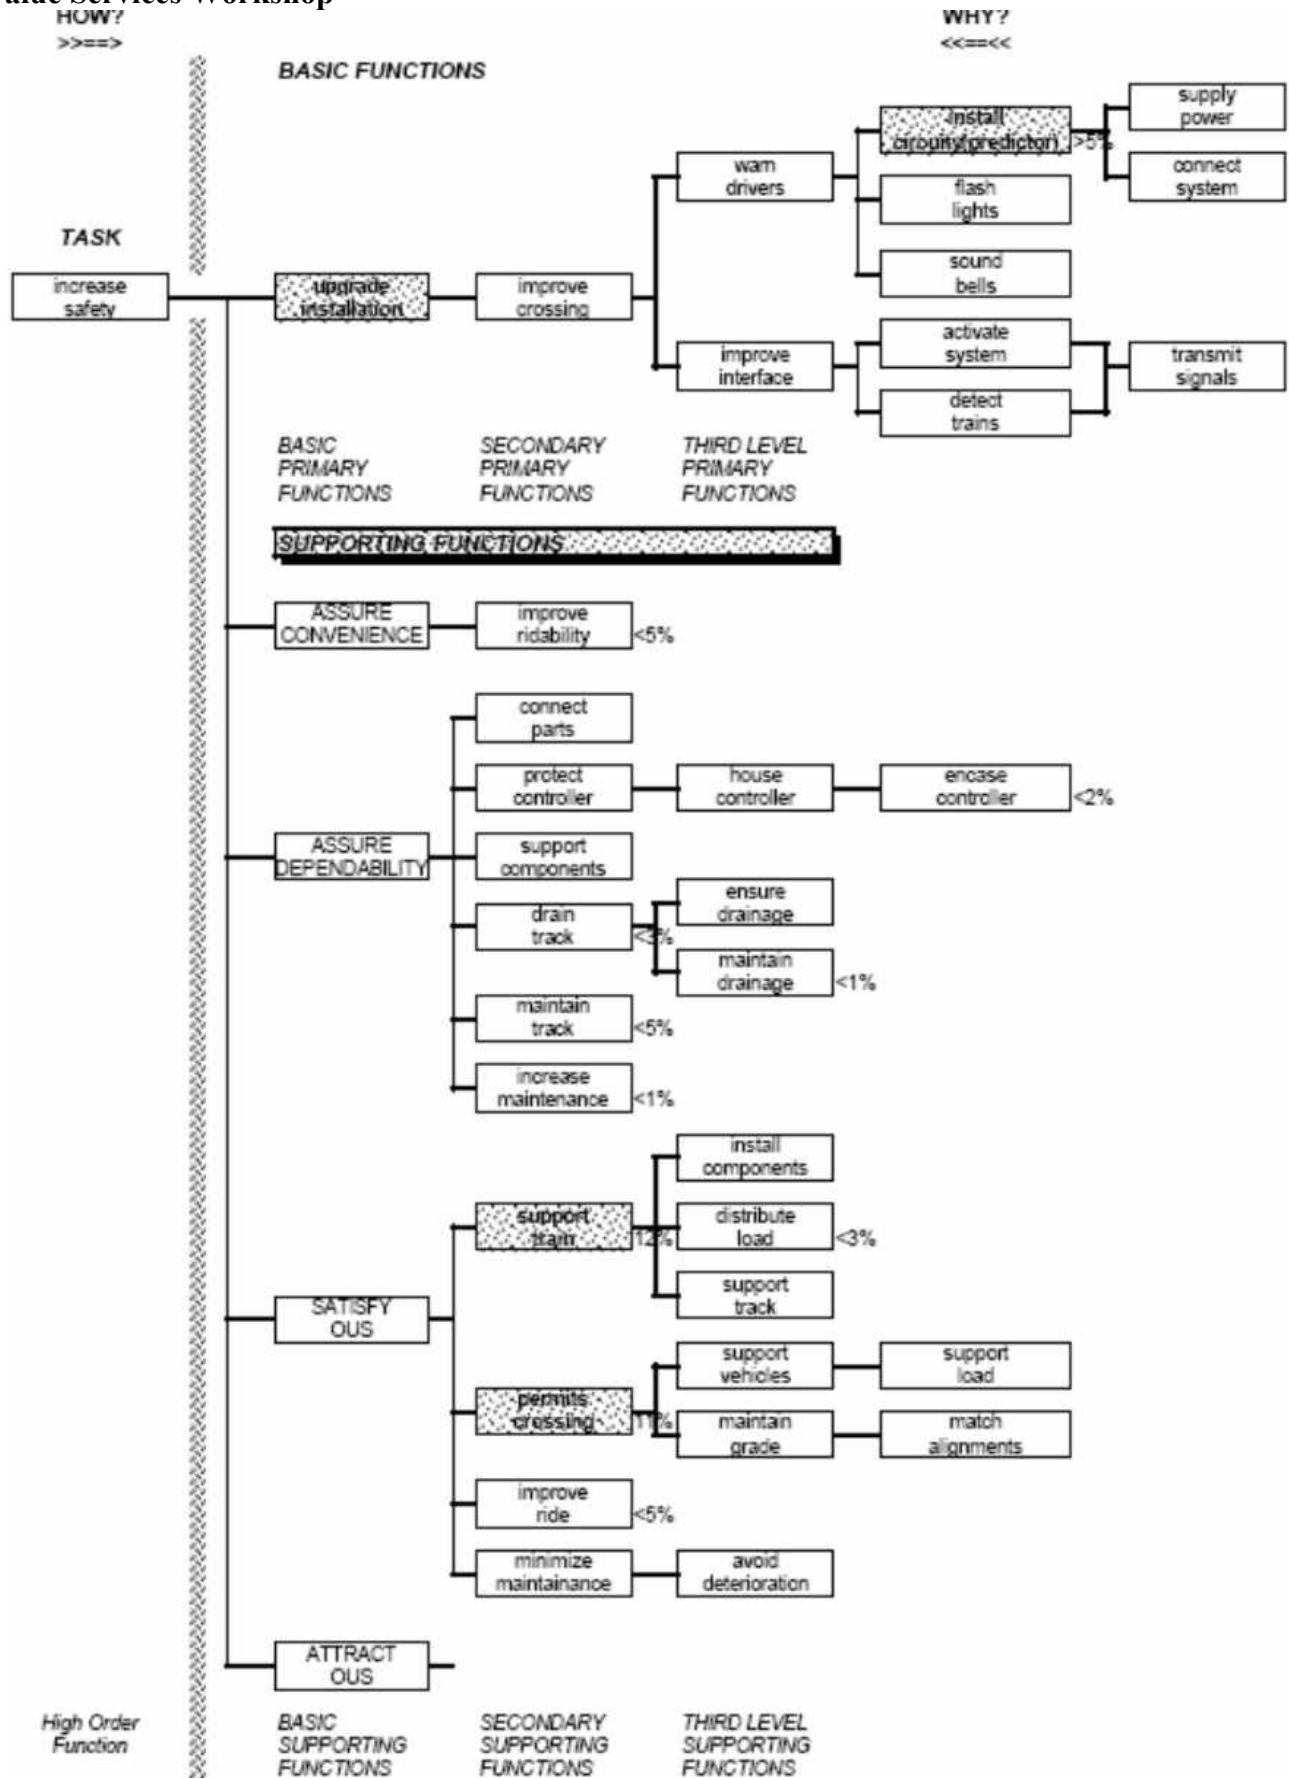 Services Workshop
HOW?
>>==>
WHY?
<<==<<
BASIC FUNCTIONS
TASK
increase
safety
upgrade
installation
improve
crossing
warn
drivers
install
circuity(predictor)
>5%
supply
power
connect
system
flash
lights
sound
bells
improve
interface
activate
system
detect
trains
transmit
signals
BASIC
PRIMARY
FUNCTIONS
SECONDARY
PRIMARY
FUNCTIONS
THIRD LEVEL
PRIMARY
FUNCTIONS
SUPPORTING FUNCTIONS
ASSURE
CONVENIENCE
improve
ridability
<5%
ASSURE
DEPENDABILITY
connect
parts
protect
controller
house
controller
encase
controller
<2%
support
components
drain
track
<3%
ensure
drainage
maintain
drainage
<1%
maintain
track
<5%
increase
maintenance
<1%
SATISFY
OUS
support
train
12%
install
components
distribute
load
<3%
support
track
permits
crossing
11%
support
vehicles
support
load
maintain
grade
match
alignments
improve
ride
<5%
minimize
maintainance
avoid
deterioration
ATTRACT
OUS
High Order
Function
BASIC
SUPPORTING
FUNCTIONS
SECONDARY
SUPPORTING
FUNCTIONS
THIRD LEVEL
SUPPORTING
FUNCTIONS